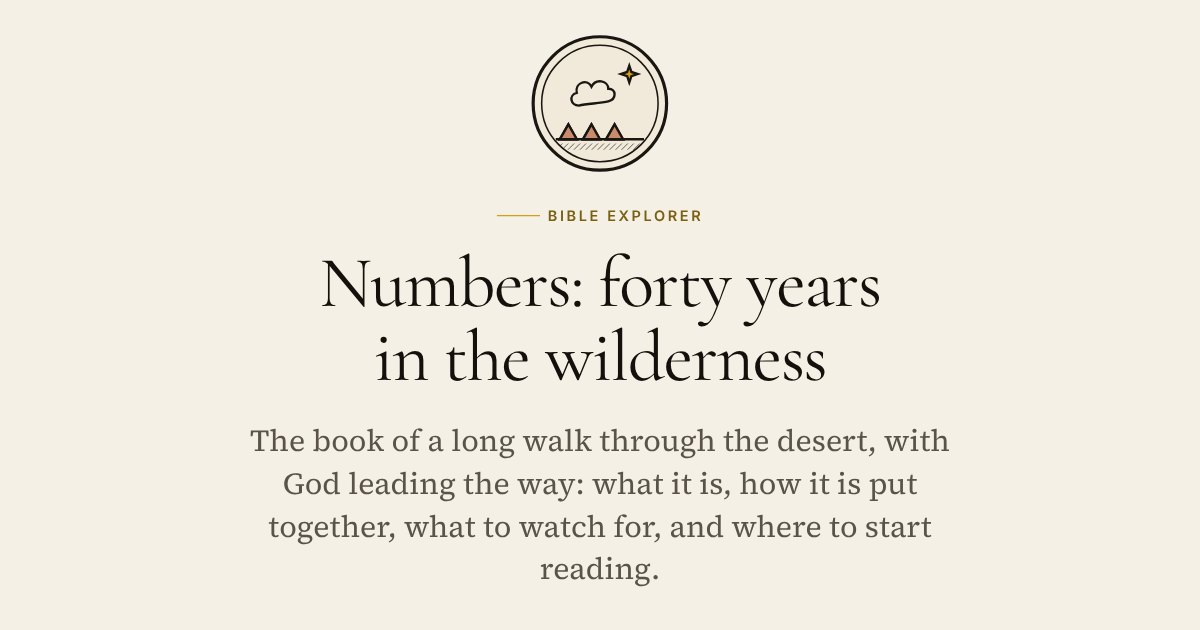 BIBLE EXPLORER
Numbers: forty years
in the wilderness
The book of a long walk through the desert, with
God leading the way: what it is, how it is put
together, what to watch for, and where to start
reading.